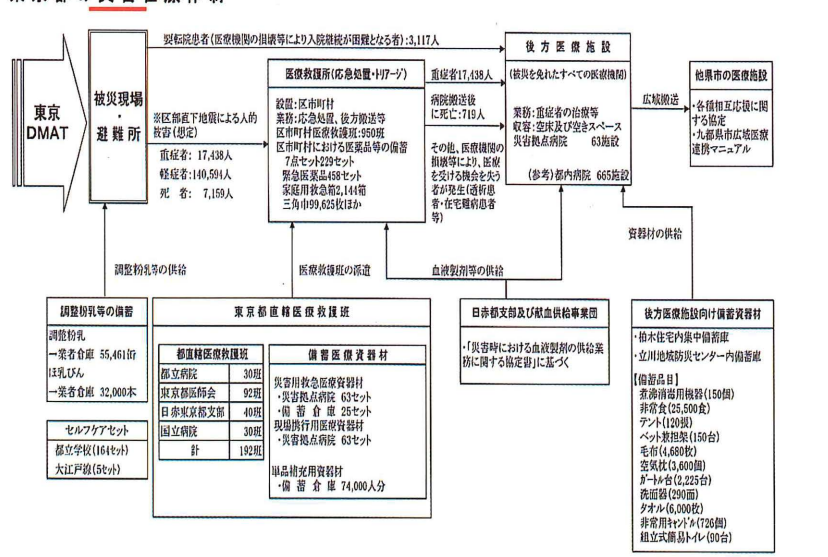 要転院患者(医療機関の損壊等により入院継続が困難となる者):3,117人
東京
DMAT
被災現場
・
避難所
※区部直下地震による人的
被害(想定)
重症者: 17,438人
軽症者:140,594人
死 者: 7,159人
医療救護所(応急処置・トリアージ)
設置:区市町村
業務:応急処置、後方搬送等
区市町村医療救護班:950班
区市町村における医薬品等の備蓄
7点セット229セット
緊急医薬品458セット
家庭用救急箱2,144箱
三角巾99,625枚ほか
重症者17,438人
病院搬送後
に死亡:719人
その他、医療機関の
損壊等により、医療
を受ける機会を失う
者が発生(透析患
者・在宅難病患者
等)
後方医療施設
(被災を免れたすべての医療機関)
業務:重症者の治療等
収容:空床及び空きスペース
災害拠点病院 63施設
(参考)都内病院 665施設
広域搬送
他県市の医療施設
・各種相互応援に関
する協定
・九都県市広域医療
連携マニュアル
調整粉乳等の供給
医療救護班の派遣
血液製剤等の供給
資器材の供給
調整粉乳等の備蓄
調整粉乳
→業者倉庫 55,461缶
ほ乳びん
→業者倉庫 32,000本
セルフケアセット
都立学校(164セット)
大江戸線(5セット)
東京都直轄医療救護班
都直轄医療救護班
都立病院 30班
東京都医師会 92班
日赤東京都支部 40班
国立病院 30班
計 192班
備蓄医療資器材
災害用救急医療資器材
・災害拠点病院 63セット
・備蓄倉庫 25セット
現場携行用医療資器材
・災害拠点病院 63セット
単品補充用資器材
・備蓄倉庫 74,000人分
日赤都支部及び献血供給事業団
・「災害時における血液製剤の供給業
務に関する協定書」に基づく
後方医療施設向け備蓄資器材
・柏木住宅内集中備蓄庫
・立川地域防災センター内備蓄庫
【備蓄品目】
煮沸消毒用機器(150個)
非常食(25,500食)
テント(120張)
ベット兼担架(150台)
毛布(4,680枚)
空気枕(3,600個)
ガートル台(2,225台)
洗面器(290面)
タオル(6,000枚)
非常用キャンドル(726個)
組立式簡易トイレ(90台)